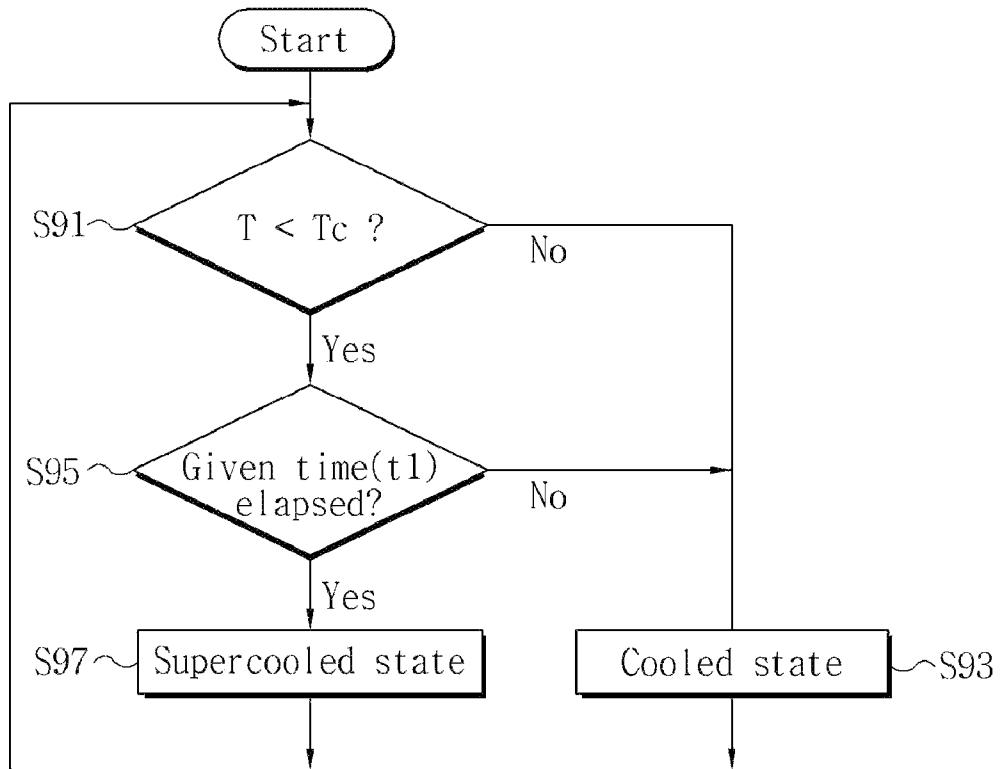 Start
S91
T < Tc ?
No
Yes
S95
Given time(t1)
elapsed?
No
Yes
S97
Supercooled state
Cooled state
S93